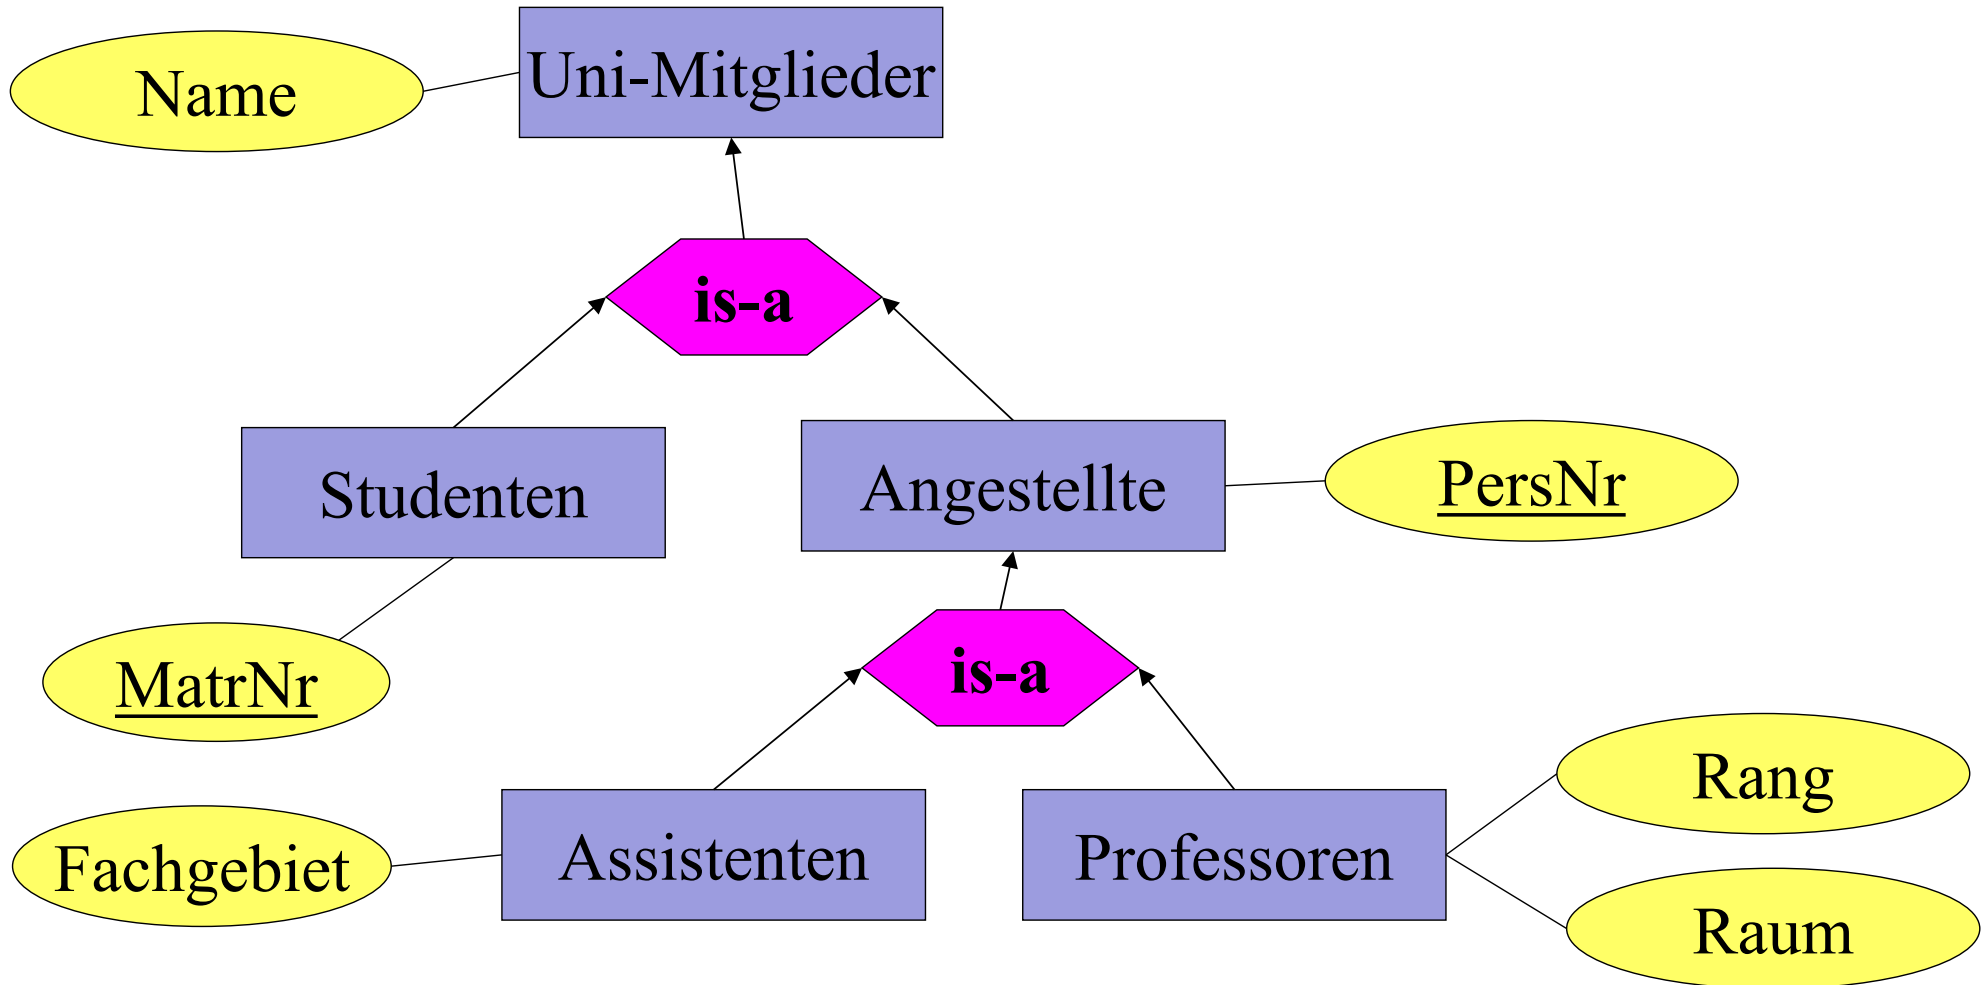 Uni-Mitglieder
Name
is-a
Studenten
Angestellte
PersNr
is-a
MatrNr
Rang
Fachgebiet
Assistenten
Professoren
Raum